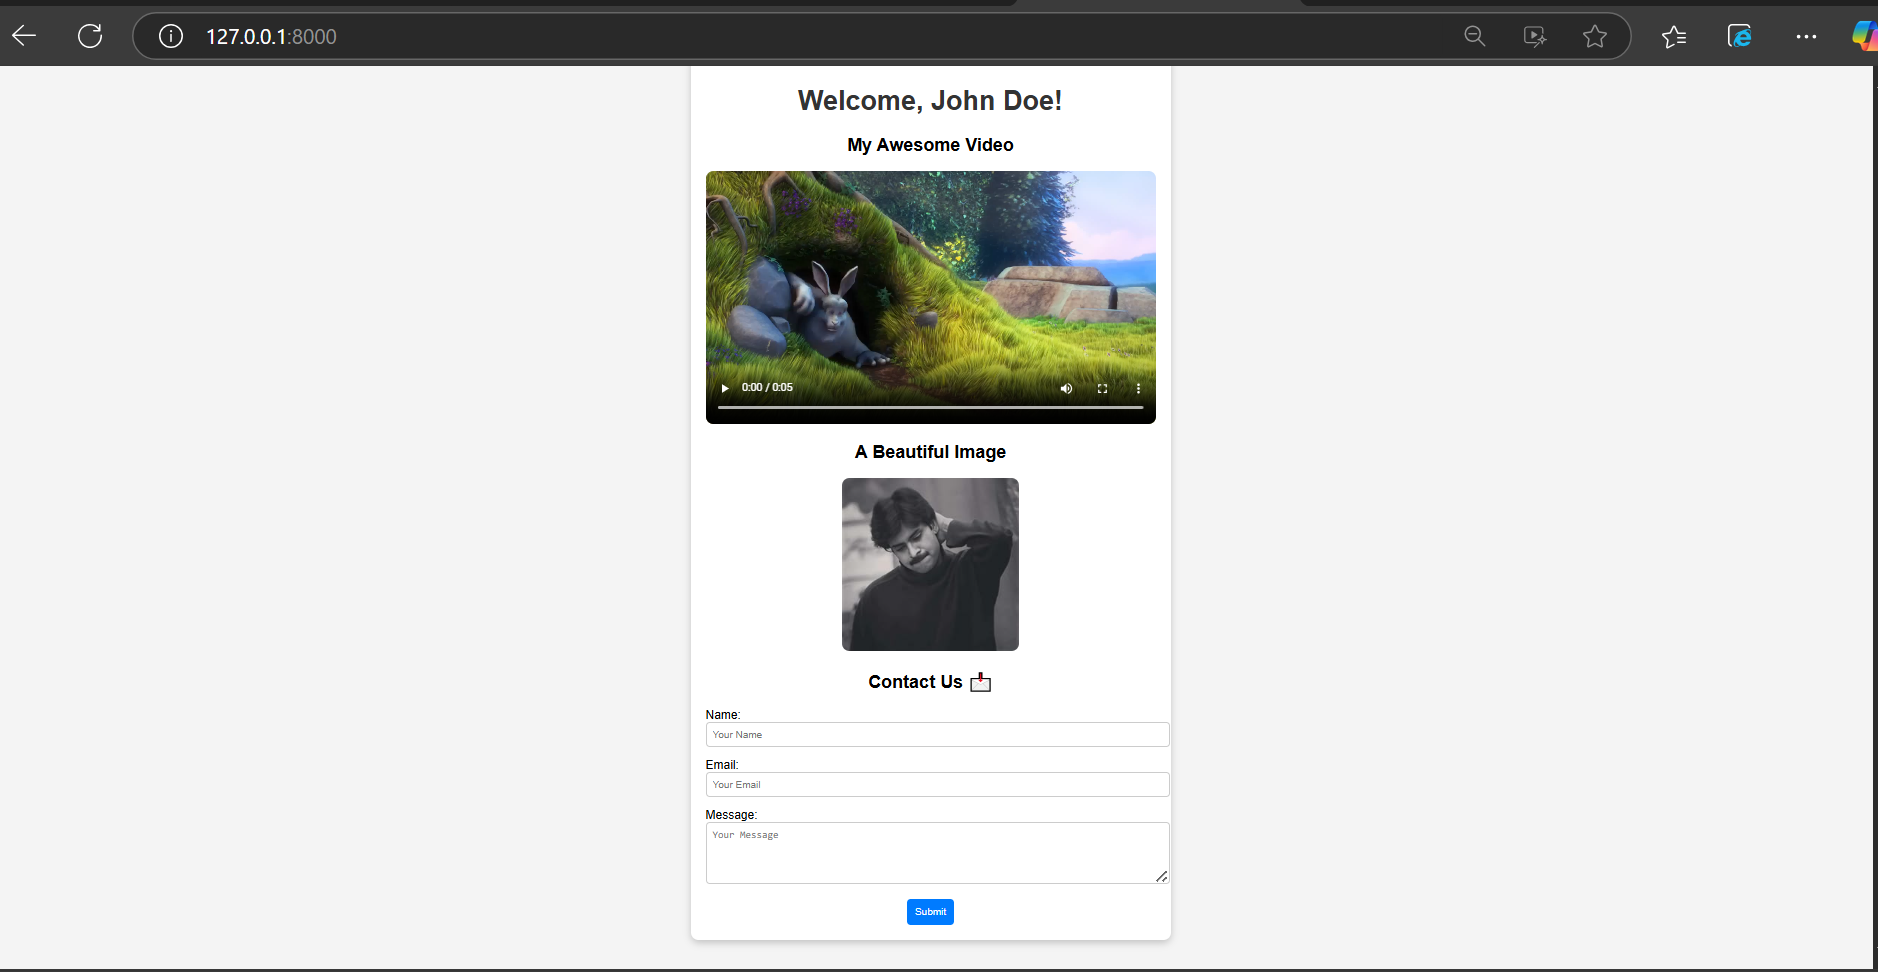 127.0.0.1:8000
Welcome, John Doe!
My Awesome Video
0:00 / 0:05
A Beautiful Image
Contact Us
Name:
Your Name
Email:
Your Email
Message:
Your Message
Submit